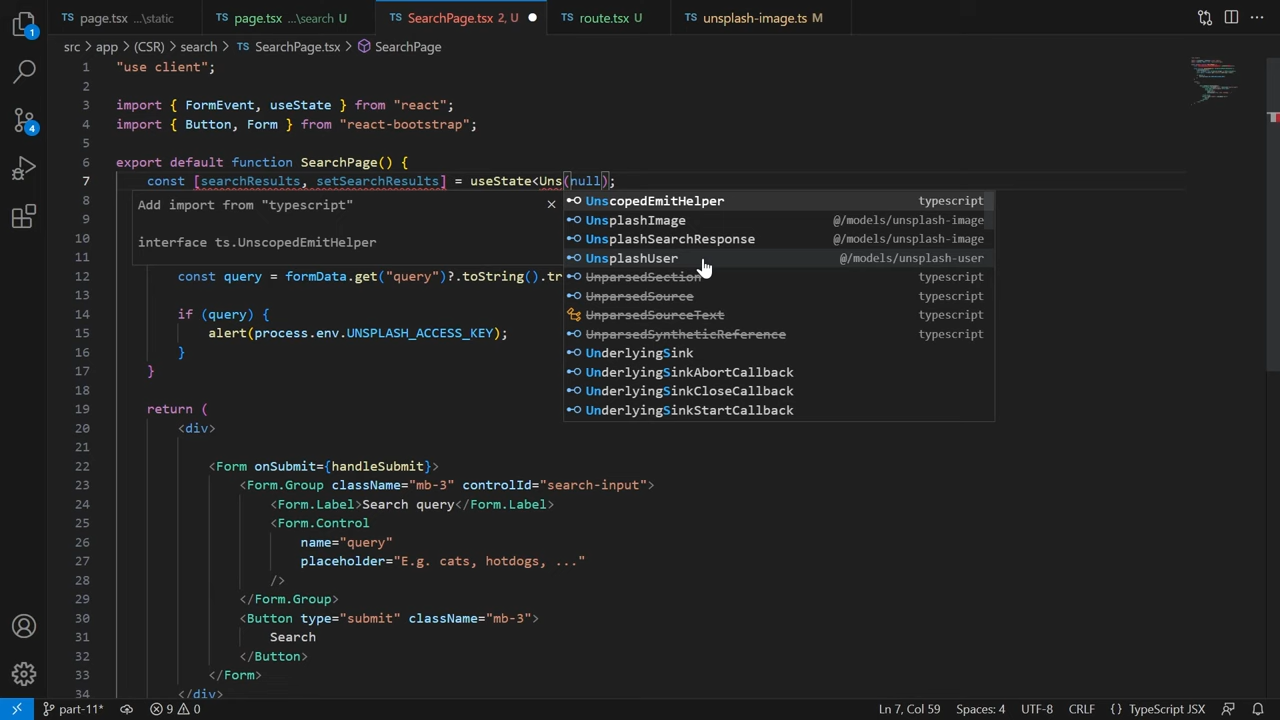 page.tsx ...\static
page.tsx ...\search U
SearchPage.tsx 2, U
route.tsx U
unsplash-image.ts M
src > app > (CSR) > search > TS SearchPage.tsx > SearchPage
1 "use client";
2
3 import { FormEvent, useState } from "react";
4 import { Button, Form } from "react-bootstrap";
5
6 export default function SearchPage() {
7 const [searchResults, setSearchResults] = useState<Uns(null);
Add import from "typescript"
interface ts.UnscopedEmitHelper
UnscopedEmitHelper typescript
UnsplashImage @/models/unsplash-image
UnsplashSearchResponse @/models/unsplash-image
UnsplashUser @/models/unsplash-user
UnparsedSection typescript
UnparsedSource typescript
UnparsedSourceText typescript
UnparsedSyntheticReference typescript
UnderlyingSink
UnderlyingSinkAbortCallback
UnderlyingSinkCloseCallback
UnderlyingSinkStartCallback
8
9
10
11
12 const query = formData.get("query")?.toString().tr
13
14 if (query) {
15 alert(process.env.UNSPLASH_ACCESS_KEY);
16 }
17 }
18
19 return (
20 <div>
21
22 <Form onSubmit={handleSubmit}>
23 <Form.Group className="mb-3" controlId="search-input">
24 <Form.Label>Search query</Form.Label>
25 <Form.Control
26 name="query"
27 placeholder="E.g. cats, hotdogs, ..."
28 />
29 </Form.Group>
30 <Button type="submit" className="mb-3">
31 Search
32 </Button>
33 </Form>
34 </div>
1
4
part-11* 9 0 Ln 7, Col 59 Spaces: 4 UTF-8 CRLF {} TypeScript JSX